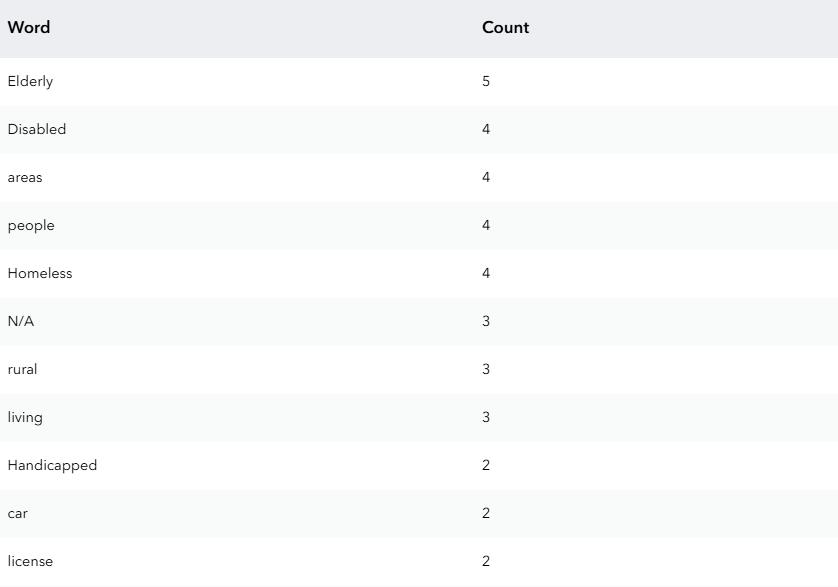 Word Count
Elderly 5
Disabled 4
areas 4
people 4
Homeless 4
N/A 3
rural 3
living 3
Handicapped 2
car 2
license 2